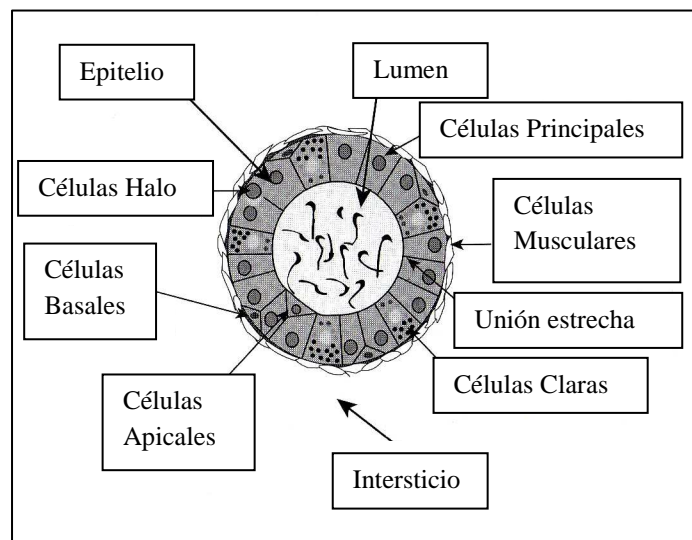 Epitelio
Lumen
Células Principales
Células Halo
Células
Musculares
Células
Basales
Unión estrecha
Células Claras
Células
Apicales
Intersticio